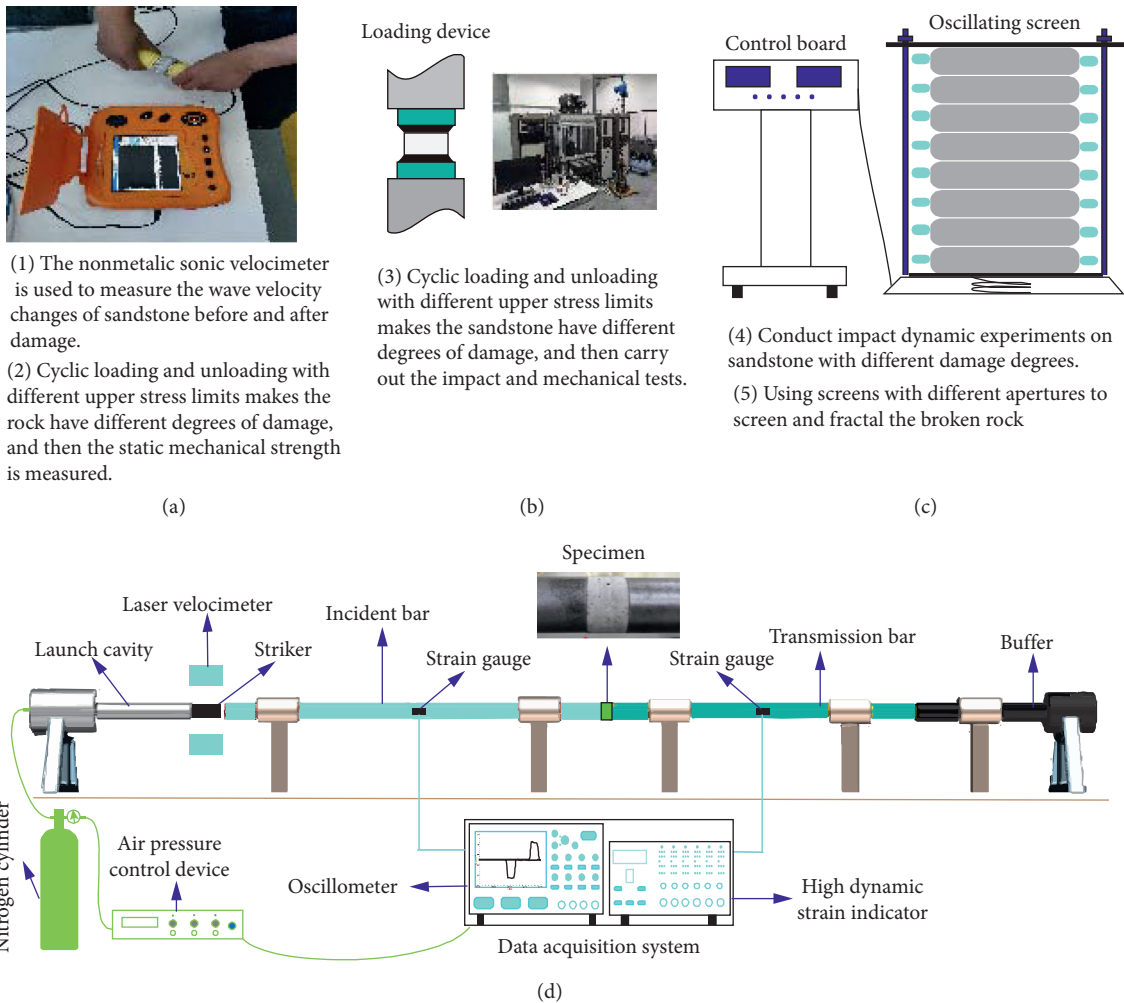 Loading device
Control board
Oscillating screen
(1) The nonmetalic sonic velocimeter
is used to measure the wave velocity
changes of sandstone before and after
damage.
(2) Cyclic loading and unloading with
different upper stress limits makes the
rock have different degrees of damage,
and then the static mechanical strength
is measured.
(a)
(3) Cyclic loading and unloading
with different upper stress limits
makes the sandstone have different
degrees of damage, and then carry
out the impact and mechanical tests.
(b)
(4) Conduct impact dynamic experiments on
sandstone with different damage degrees.
(5) Using screens with different apertures to
screen and fractal the broken rock
(c)
Specimen
Laser velocimeter
Incident bar
Launch cavity
Striker
Strain gauge
Strain gauge
Transmission bar
Buffer
Nitrogen cylinder
Air pressure
control device
Oscillometer
High dynamic
strain indicator
Data acquisition system
(d)